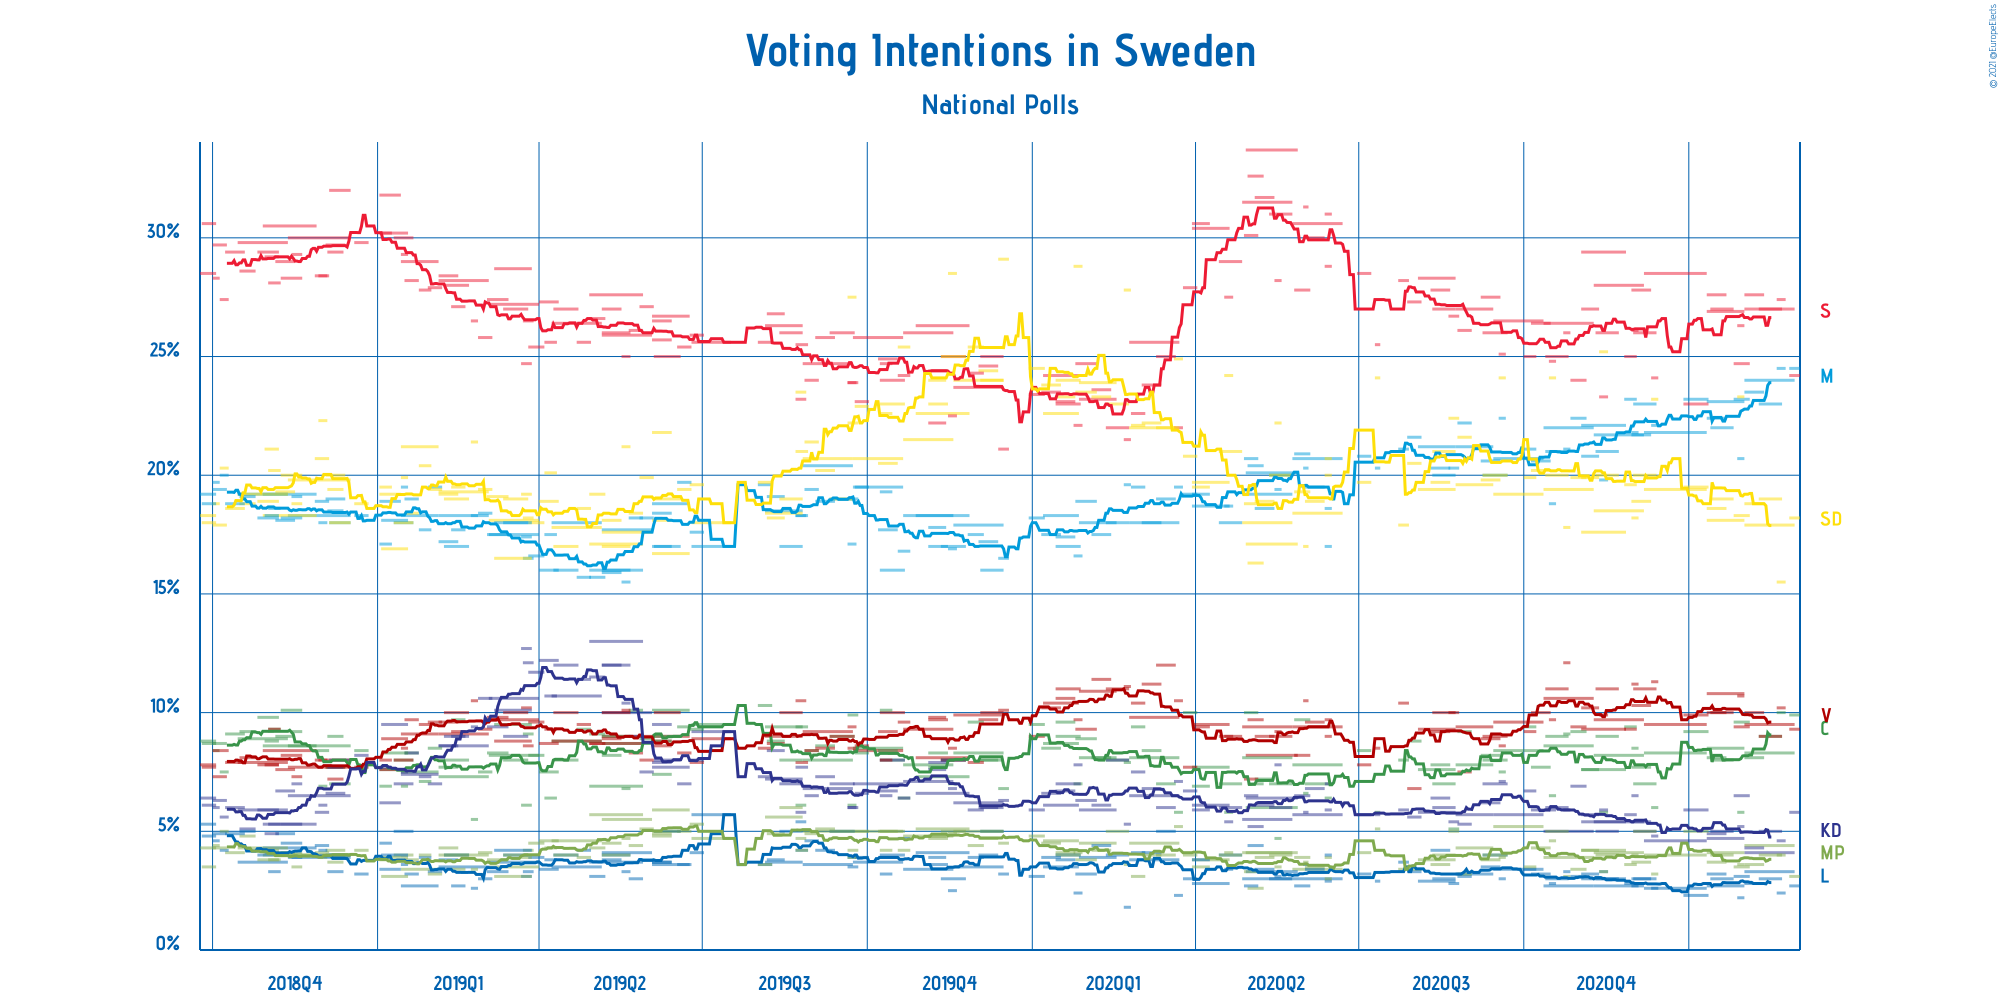 © 2021 @EuropeElects
Voting Intentions in Sweden
National Polls
30%
25%
20%
15%
10%
5%
0%
S
M
SD
V
C
KD
MP
L
2018Q4
2019Q1
2019Q2
2019Q3
2019Q4
2020Q1
2020Q2
2020Q3
2020Q4